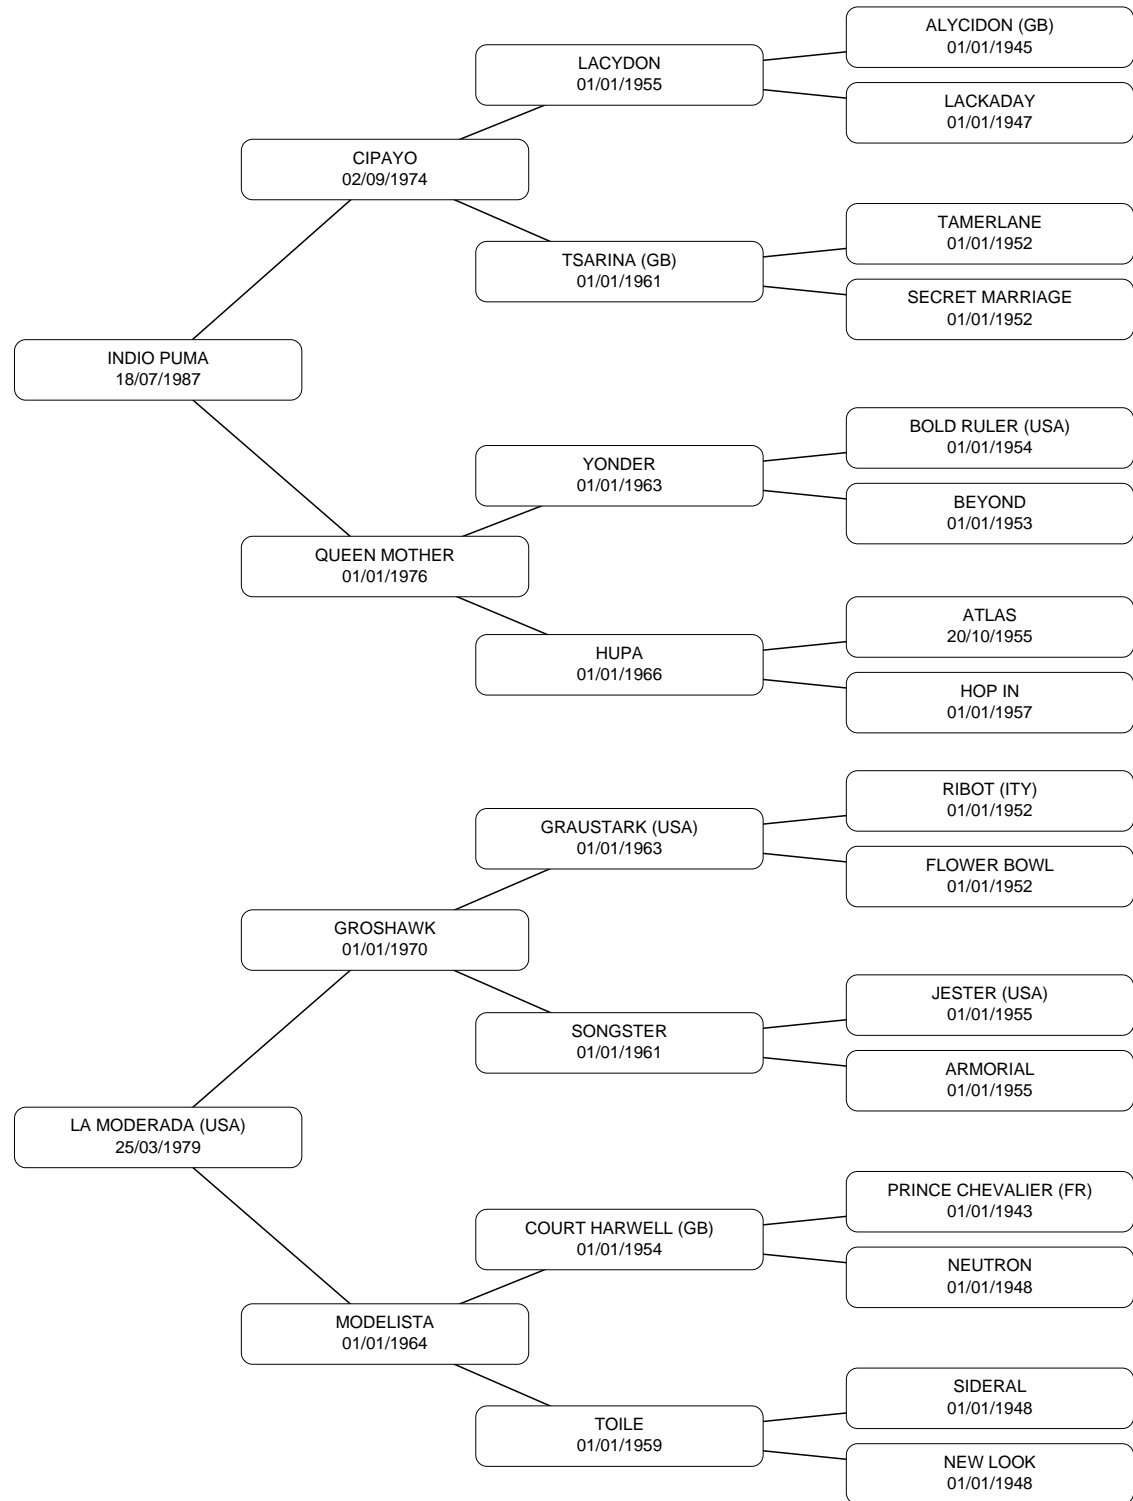 ALYCIDON (GB)
01/01/1945
LACYDON
01/01/1955
LACKADAY
01/01/1947
CIPAYO
02/09/1974
TAMERLANE
01/01/1952
TSARINA (GB)
01/01/1961
SECRET MARRIAGE
01/01/1952
INDIO PUMA
18/07/1987
BOLD RULER (USA)
01/01/1954
YONDER
01/01/1963
BEYOND
01/01/1953
QUEEN MOTHER
01/01/1976
ATLAS
20/10/1955
HUPA
01/01/1966
HOP IN
01/01/1957
RIBOT (ITY)
01/01/1952
GRAUSTARK (USA)
01/01/1963
FLOWER BOWL
01/01/1952
GROSHAWK
01/01/1970
JESTER (USA)
01/01/1955
SONGSTER
01/01/1961
ARMORIAL
01/01/1955
LA MODERADA (USA)
25/03/1979
PRINCE CHEVALIER (FR)
01/01/1943
COURT HARWELL (GB)
01/01/1954
NEUTRON
01/01/1948
MODELISTA
01/01/1964
SIDERAL
01/01/1948
TOILE
01/01/1959
NEW LOOK
01/01/1948